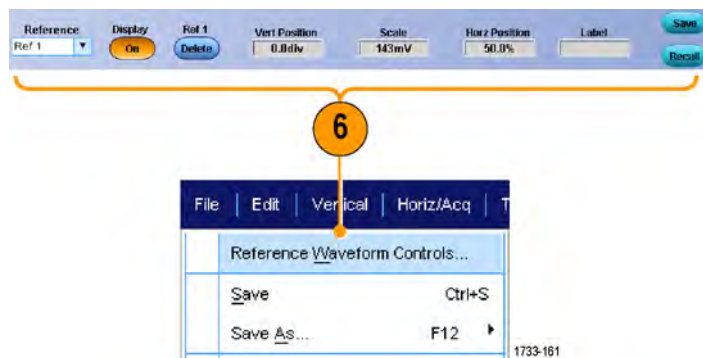 Reference Display Ref 1 Vert Position Scale Horz Position Label Save
Ref 1 On Delete 0.0div 143mV 50.0% Recall
6
File Edit Vertical Horiz/Acq T
Reference Waveform Controls...
Save Ctrl+S
Save As... F12
1733-161